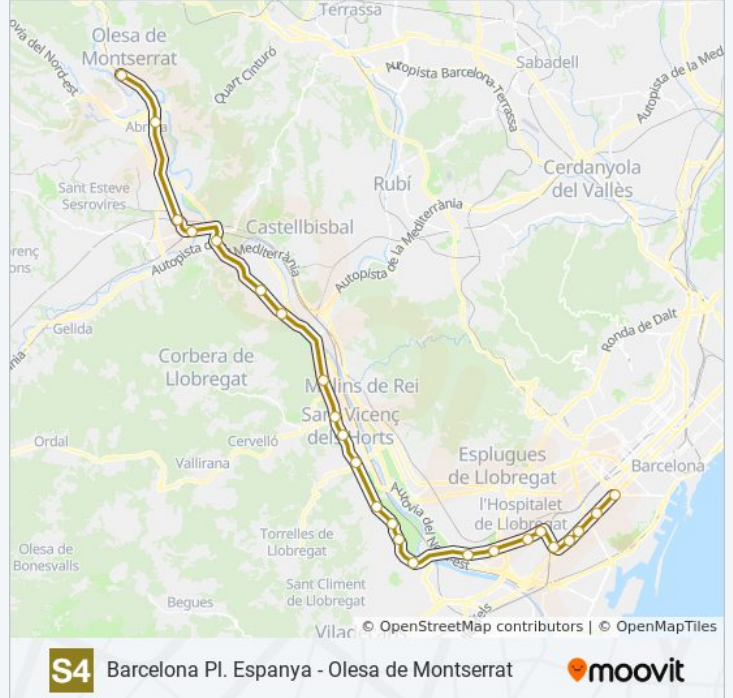 Olesa de
Montserrat
Terrassa
Autopista de la Med
Sabadell
ovia del Nord-est
Quart Cinturó
Autopista Barcelona-Terrassa
Abrera
Cerdanyola
del Vallès
Rubí
Sant Esteve
Sesrovires
Castellbisbal
Autopista de Mediterrània
Autopista de la Mediterrània
Gelida
Ronda de Dalt
Corbera de
Llobregat
Molins de Rei
Sant Vicenç
dels Horts
Ordal
Cervelló
Vallirana
Esplugues
de Llobregat
Barcelona
l'Hospitalet
de Llobregat
Autovia del Nord-est
Torrelles de
Llobregat
Olesa de
Bonesvalls
Sant Climent
de Llobregat
Begues
© OpenStreetMap contributors | © OpenMapTiles
S4 Barcelona Pl. Espanya - Olesa de Montserrat
moovit